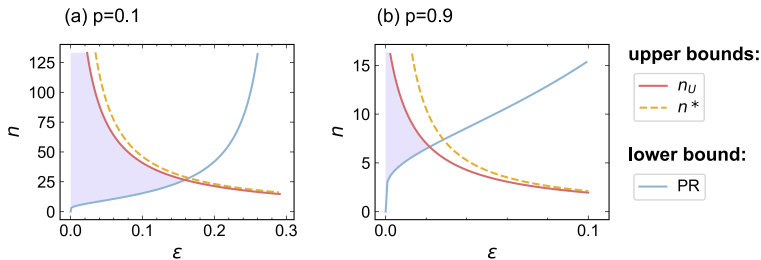 (a) p=0.1
(b) p=0.9
n
125
100
75
50
25
0
0.0
0.1
0.2
0.3
ε
n
15
10
5
0
0.0
0.1
ε
upper bounds:
n_U
n*
lower bound:
PR